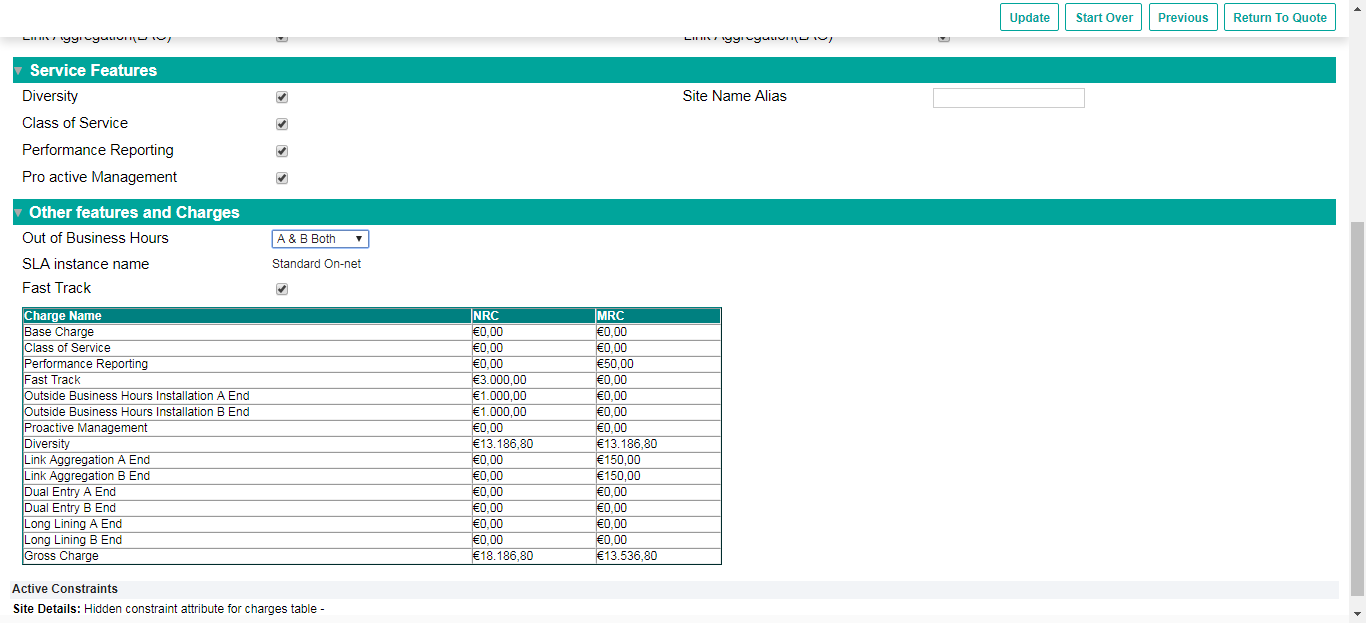 Update Start Over Previous Return To Quote
Link Aggregation(LAG) Link Aggregation(LAG)
Service Features
Diversity Site Name Alias
Class of Service
Performance Reporting
Pro active Management
Other features and Charges
Out of Business Hours A & B Both
SLA instance name Standard On-net
Fast Track
Charge Name NRC MRC
Base Charge €0,00 €0,00
Class of Service €0,00 €0,00
Performance Reporting €0,00 €50,00
Fast Track €3.000,00 €0,00
Outside Business Hours Installation A End €1.000,00 €0,00
Outside Business Hours Installation B End €1.000,00 €0,00
Proactive Management €0,00 €0,00
Diversity €13.186,80 €13.186,80
Link Aggregation A End €0,00 €150,00
Link Aggregation B End €0,00 €150,00
Dual Entry A End €0,00 €0,00
Dual Entry B End €0,00 €0,00
Long Lining A End €0,00 €0,00
Long Lining B End €0,00 €0,00
Gross Charge €18.186,80 €13.536,80
Active Constraints
Site Details: Hidden constraint attribute for charges table -